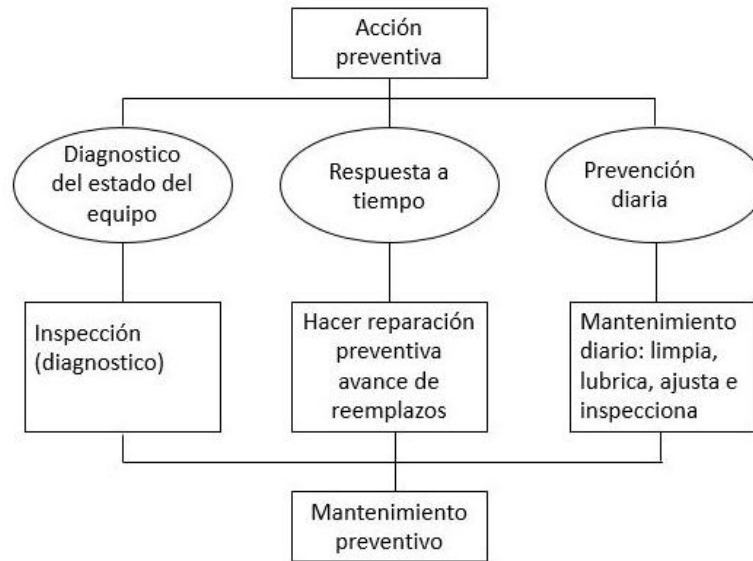 Acción
preventiva
Diagnostico
del estado del
equipo
Respuesta a
tiempo
Prevención
diaria
Inspección
(diagnostico)
Hacer reparación
preventiva
avance de
reemplazos
Mantenimiento
diario: limpia,
lubrica, ajusta e
inspecciona
Mantenimiento
preventivo